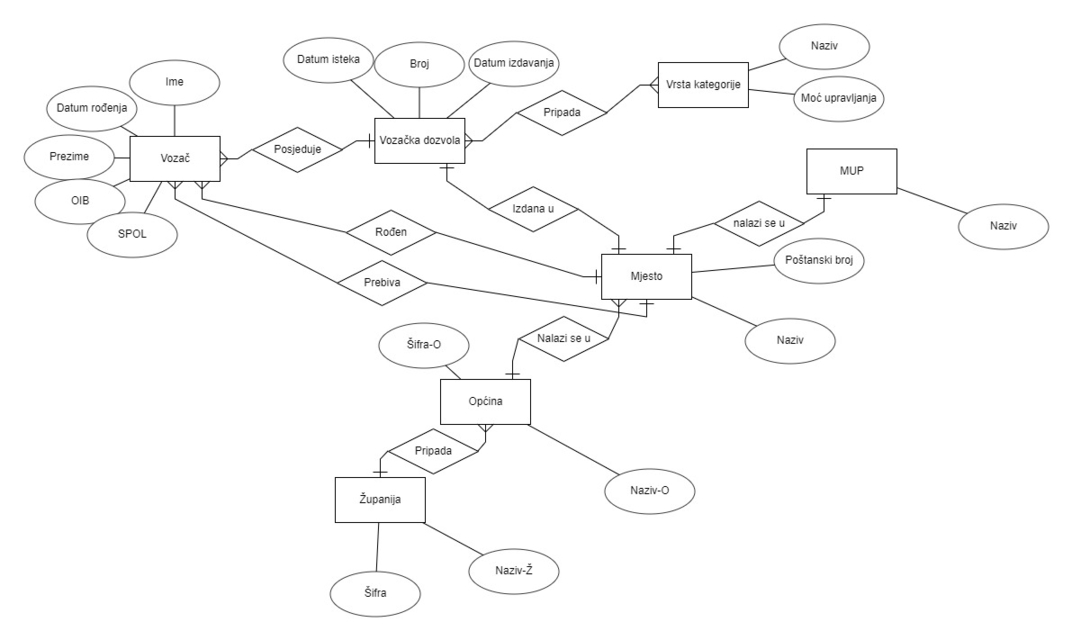 Naziv
Datum isteka
Broj
Datum izdavanja
Ime
Vrsta kategorije
Moć upravljanja
Datum rođenja
Pripada
Vozačka dozvola
Posjeduje
Prezime
Vozač
MUP
OIB
Izdana u
nalazi se u
Naziv
SPOL
Rođen
Poštanski broj
Mjesto
Prebiva
Nalazi se u
Naziv
Šifra-O
Općina
Pripada
Naziv-O
Županija
Naziv-Ž
Šifra